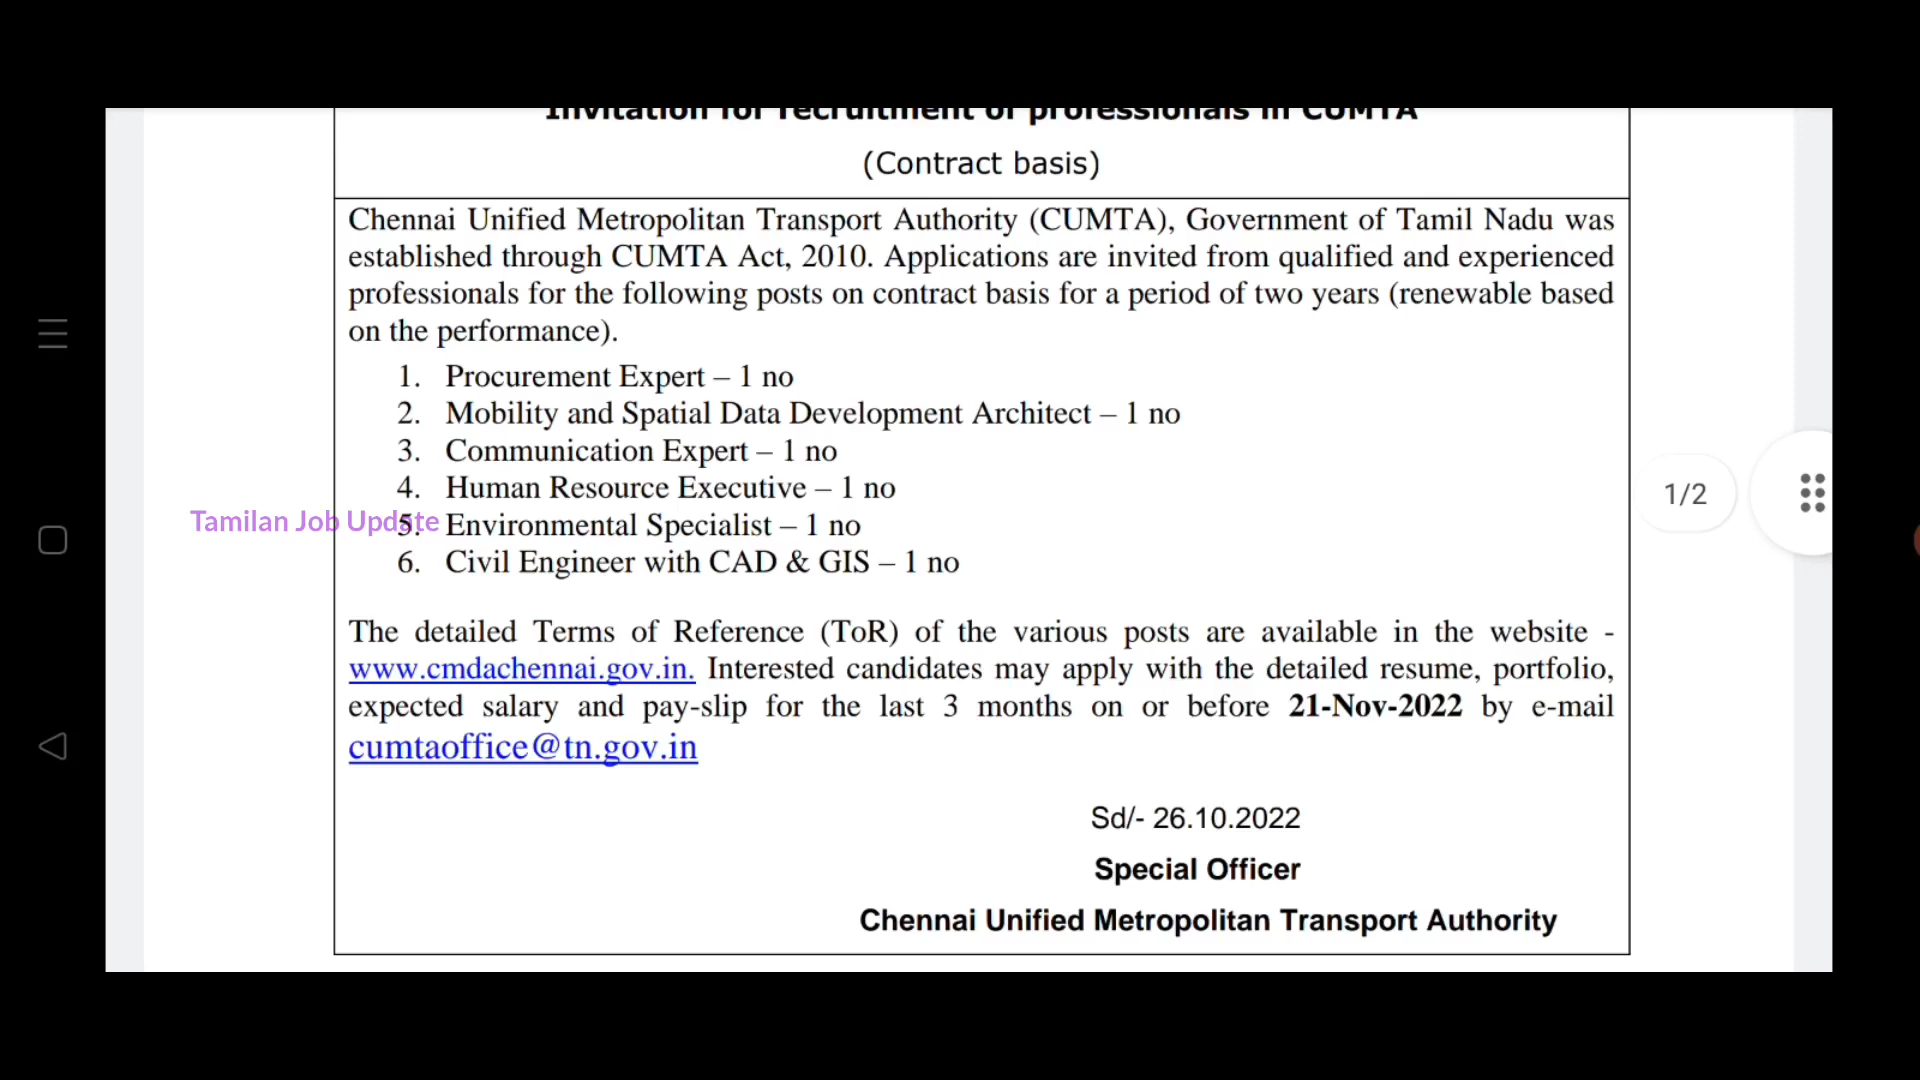 Invitation for recruitment of professionals in CUMTA
(Contract basis)
Chennai Unified Metropolitan Transport Authority (CUMTA), Government of Tamil Nadu was
established through CUMTA Act, 2010. Applications are invited from qualified and experienced
professionals for the following posts on contract basis for a period of two years (renewable based
on the performance).
1. Procurement Expert – 1 no
2. Mobility and Spatial Data Development Architect – 1 no
3. Communication Expert – 1 no
4. Human Resource Executive – 1 no
1/2
Tamilan Job Update
5. Environmental Specialist – 1 no
6. Civil Engineer with CAD & GIS – 1 no
The detailed Terms of Reference (ToR) of the various posts are available in the website -
www.cmdachennai.gov.in. Interested candidates may apply with the detailed resume, portfolio,
expected salary and pay-slip for the last 3 months on or before 21-Nov-2022 by e-mail
cumtaoffice@tn.gov.in
Sd/- 26.10.2022
Special Officer
Chennai Unified Metropolitan Transport Authority